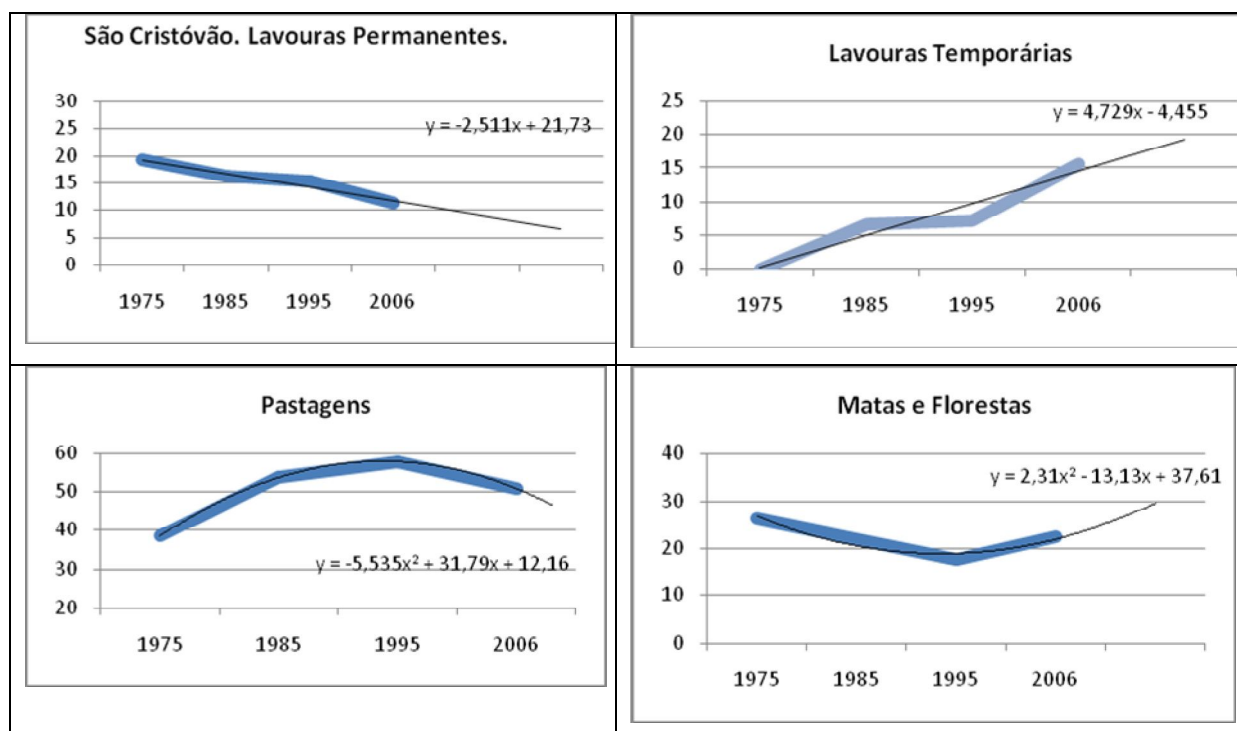 São Cristóvão. Lavouras Permanentes.
30
25
20
15
10
5
0
y = -2,511x + 21,73
1975 1985 1995 2006
Lavouras Temporárias
25
20
15
10
5
0
y = 4,729x - 4,455
1975 1985 1995 2006
Pastagens
60
50
40
30
20
y = -5,535x² + 31,79x + 12,16
1975 1985 1995 2006
Matas e Florestas
40
30
20
10
0
y = 2,31x² - 13,13x + 37,61
1975 1985 1995 2006